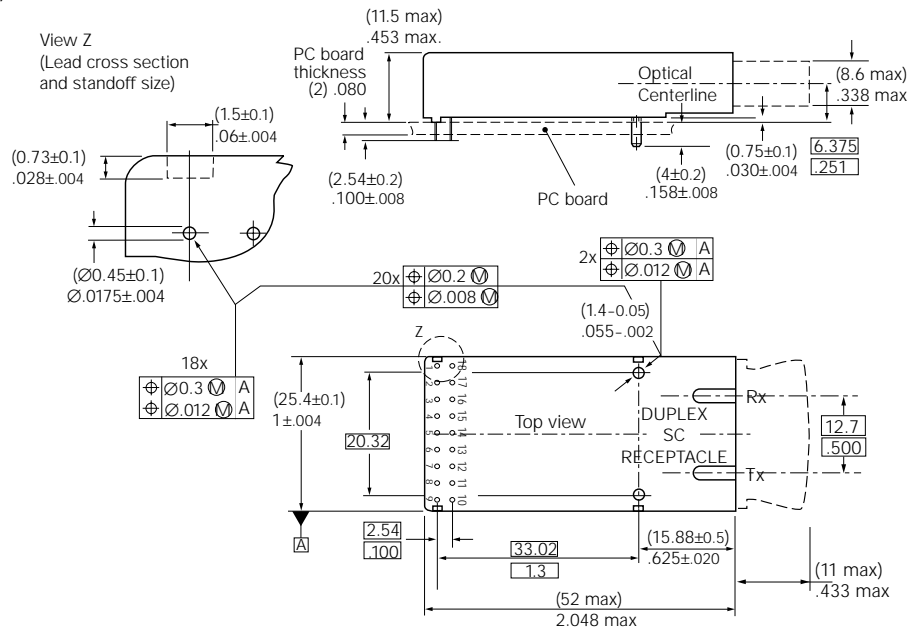 View Z
(Lead cross section
and standoff size)
(11.5 max)
.453 max.
PC board
thickness
(2) .080
Optical
Centerline
(8.6 max)
.338 max
(1.5±0.1)
.06±.004
(0.73±0.1)
.028±.004
(2.54±0.2)
.100±.008
PC board
(4±0.2)
.158±.008
(0.75±0.1)
.030±.004
6.375
.251
(Ø0.45±0.1)
Ø.0175±.004
20x
⌖ Ø0.2 Ⓜ
⌖ Ø.008 Ⓜ
2x
⌖ Ø0.3 Ⓜ A
⌖ Ø.012 Ⓜ A
(1.4-0.05)
.055-.002
Z
18x
⌖ Ø0.3 Ⓜ A
⌖ Ø.012 Ⓜ A
(25.4±0.1)
1±.004
20.32
1 18
2 17
3 16
4 15
5 14
6 13
7 12
8 11
9 10
Top view
DUPLEX
SC
RECEPTACLE
Rx
Tx
12.7
.500
A
2.54
.100
33.02
1.3
(15.88±0.5)
.625±.020
(11 max)
.433 max
(52 max)
2.048 max